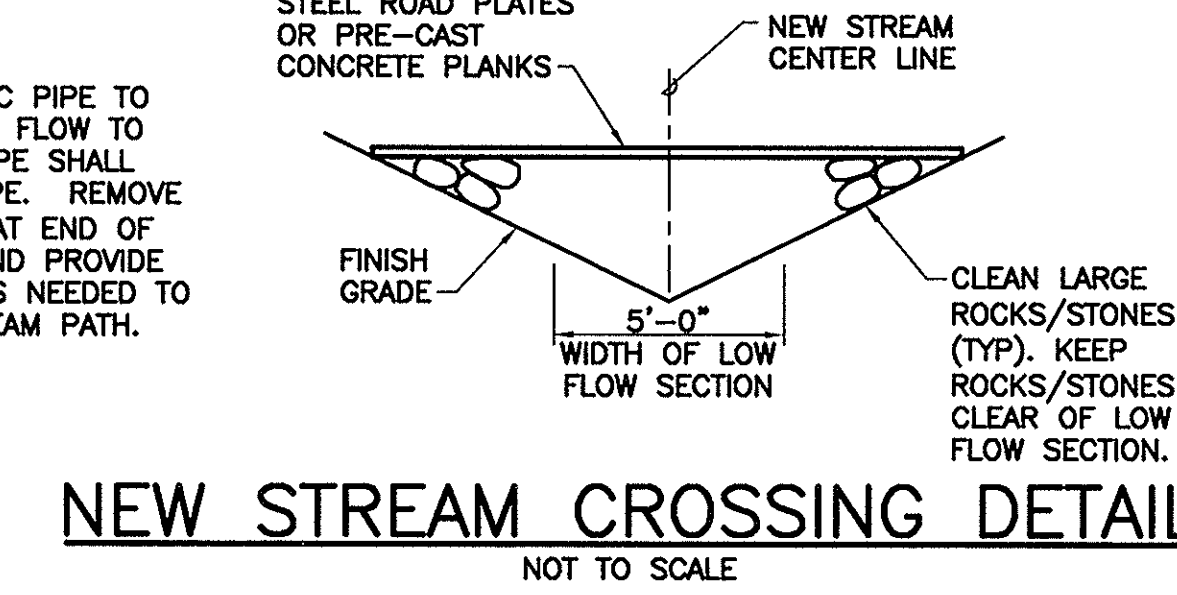 STEEL ROAD PLATES
OR PRE-CAST
CONCRETE PLANKS
NEW STREAM
CENTER LINE
C PIPE TO
FLOW TO
PE SHALL
PE. REMOVE
AT END OF
ND PROVIDE
S NEEDED TO
EAM PATH.
FINISH
GRADE
5'-0"
WIDTH OF LOW
FLOW SECTION
CLEAN LARGE
ROCKS/STONES
(TYP). KEEP
ROCKS/STONES
CLEAR OF LOW
FLOW SECTION.
NEW STREAM CROSSING DETAIL
NOT TO SCALE